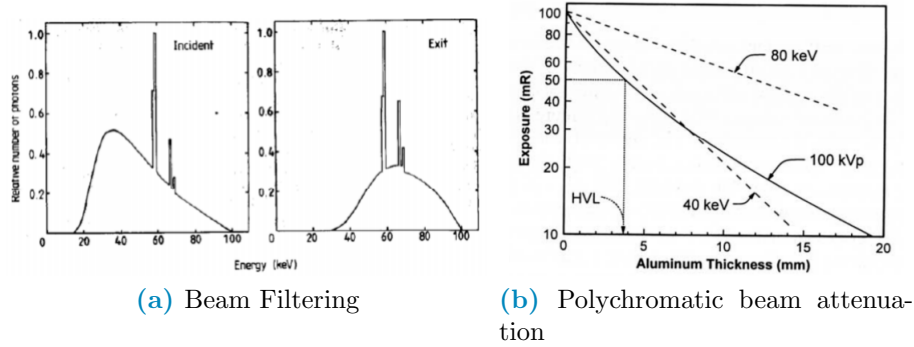 1.0
0.8
0.6
0.4
0.2
0 20 40 60 80 100
Relative number of photons
Incident
1.0
0.8
0.6
0.4
0.2
0 20 40 60 80 100
Exit
Energy (keV)
(a) Beam Filtering
100
80
60
50
40
30
20
10
Exposure (mR)
80 keV
100 kVp
HVL
40 keV
0 5 10 15 20
Aluminum Thickness (mm)
(b) Polychromatic beam attenua-
tion